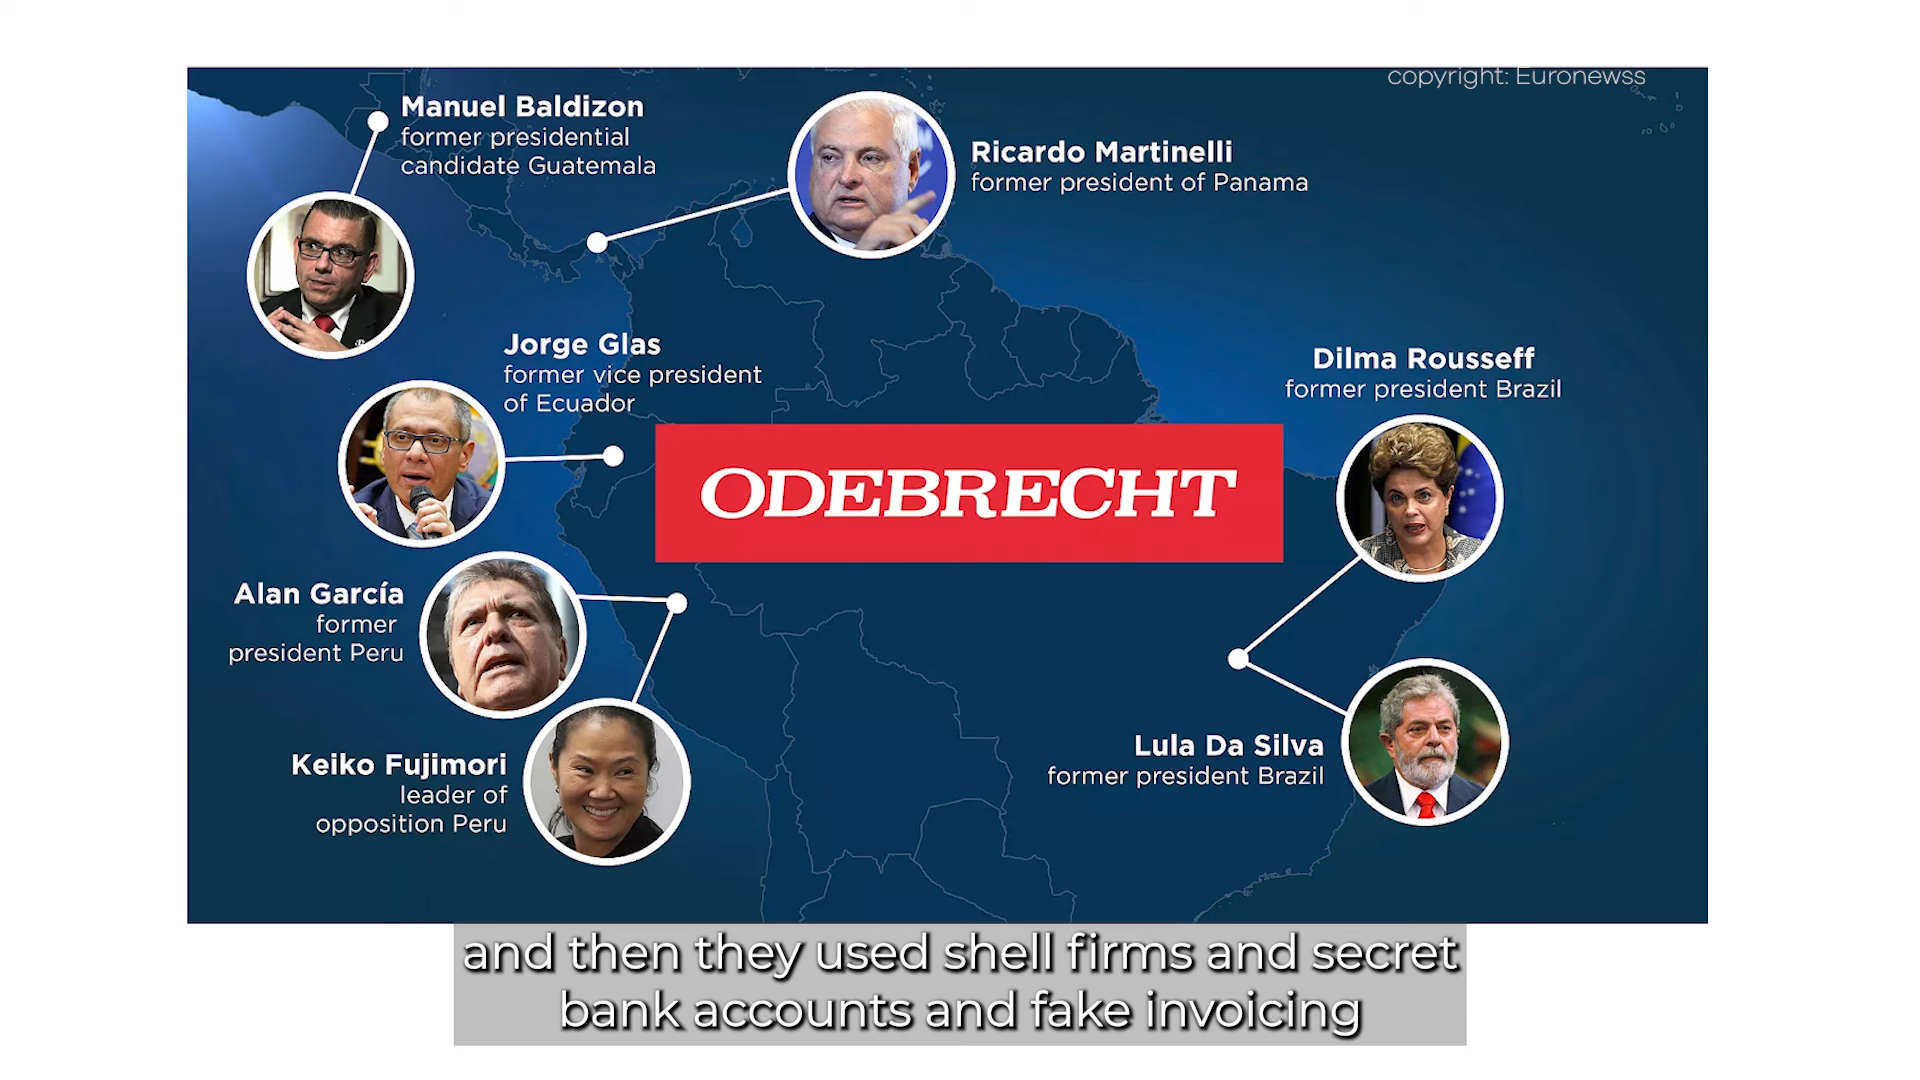 copyright: Euronewss
Manuel Baldizon
former presidential
candidate Guatemala
Ricardo Martinelli
former president of Panama
Jorge Glas
former vice president
of Ecuador
Dilma Rousseff
former president Brazil
ODEBRECHT
Alan García
former
president Peru
Lula Da Silva
former president Brazil
Keiko Fujimori
leader of
opposition Peru
and then they used shell firms and secret
bank accounts and fake invoicing